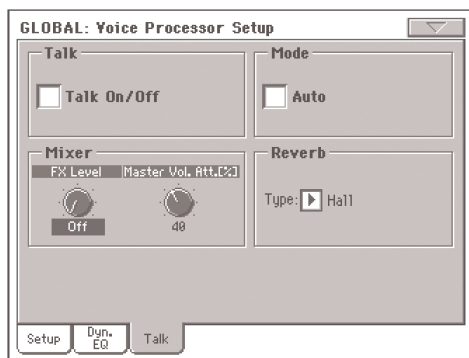 GLOBAL: Voice Processor Setup
Talk
Talk On/Off
Mode
Auto
Mixer
FX Level Master Vol. Att.[%]
Off 40
Reverb
Type: Hall
Setup Dyn. EQ Talk